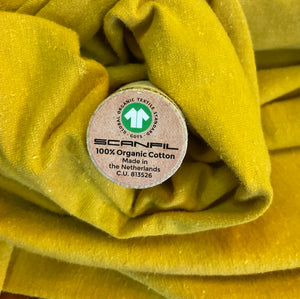 GLOBAL ORGANIC TEXTILE STANDARD
· GOTS ·
SCANFIL
100% Organic Cotton
Made in
the Netherlands
C.U. 813526